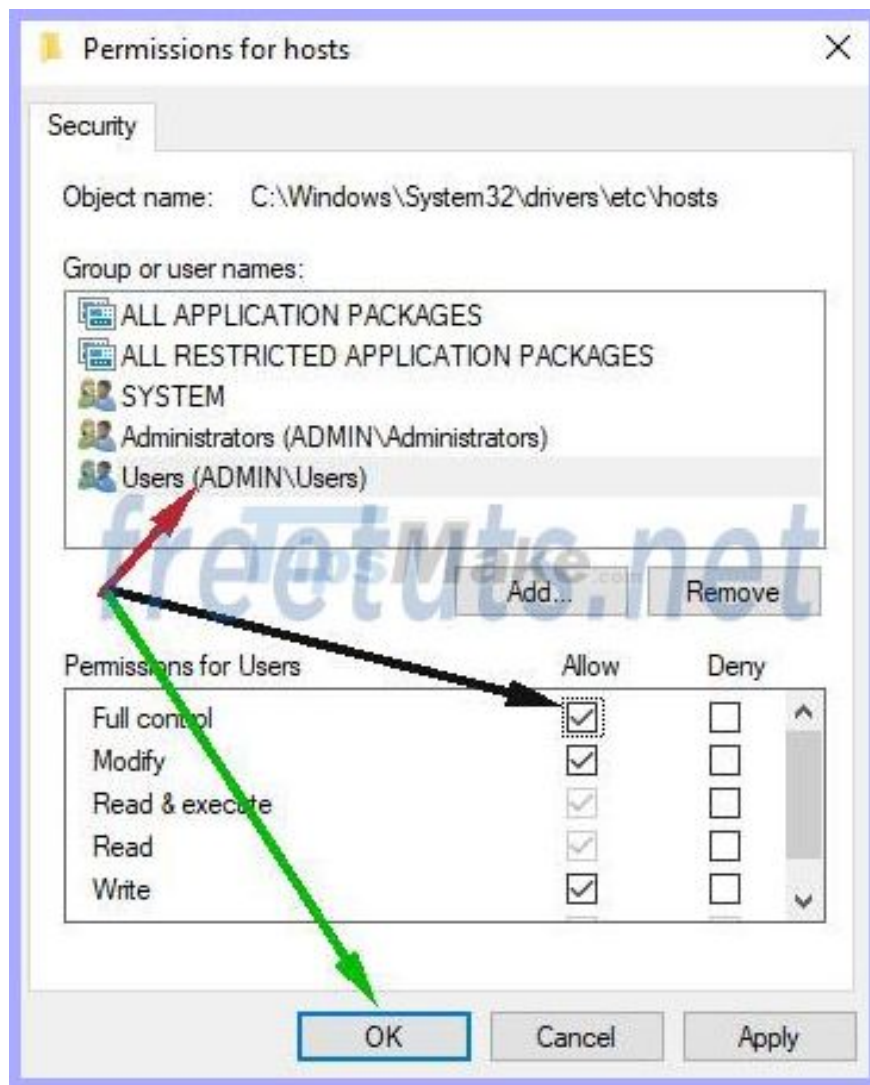 Permissions for hosts
Security
Object name: C:\Windows\System32\drivers\etc\hosts
Group or user names:
ALL APPLICATION PACKAGES
ALL RESTRICTED APPLICATION PACKAGES
SYSTEM
Administrators (ADMIN\Administrators)
Users (ADMIN\Users)
freetuts.net
TipsMake.com
Add... Remove
Permissions for Users Allow Deny
Full control
Modify
Read & execute
Read
Write
OK Cancel Apply